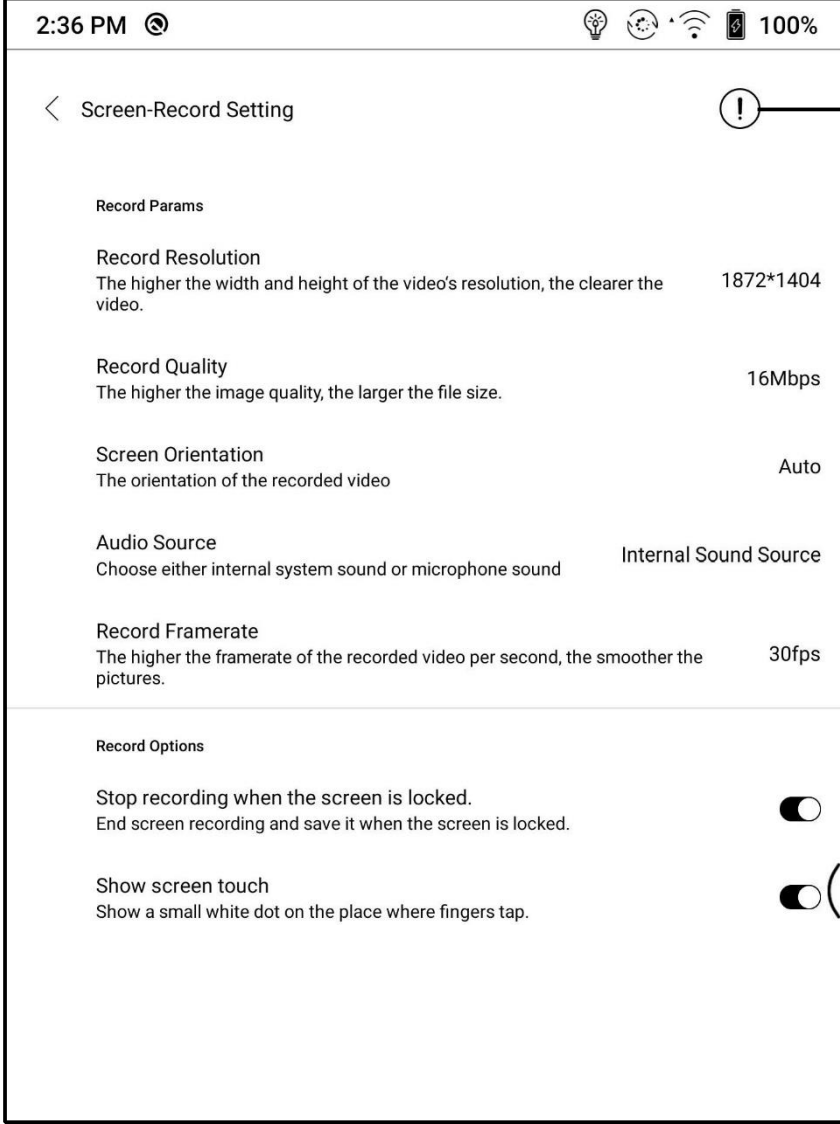 2:36 PM 100%
Screen-Record Setting
!
Record Params
Record Resolution
The higher the width and height of the video's resolution, the clearer the
video.
1872*1404
Record Quality
The higher the image quality, the larger the file size.
16Mbps
Screen Orientation
The orientation of the recorded video
Auto
Audio Source
Choose either internal system sound or microphone sound
Internal Sound Source
Record Framerate
The higher the framerate of the recorded video per second, the smoother the
pictures.
30fps
Record Options
Stop recording when the screen is locked.
End screen recording and save it when the screen is locked.
Show screen touch
Show a small white dot on the place where fingers tap.